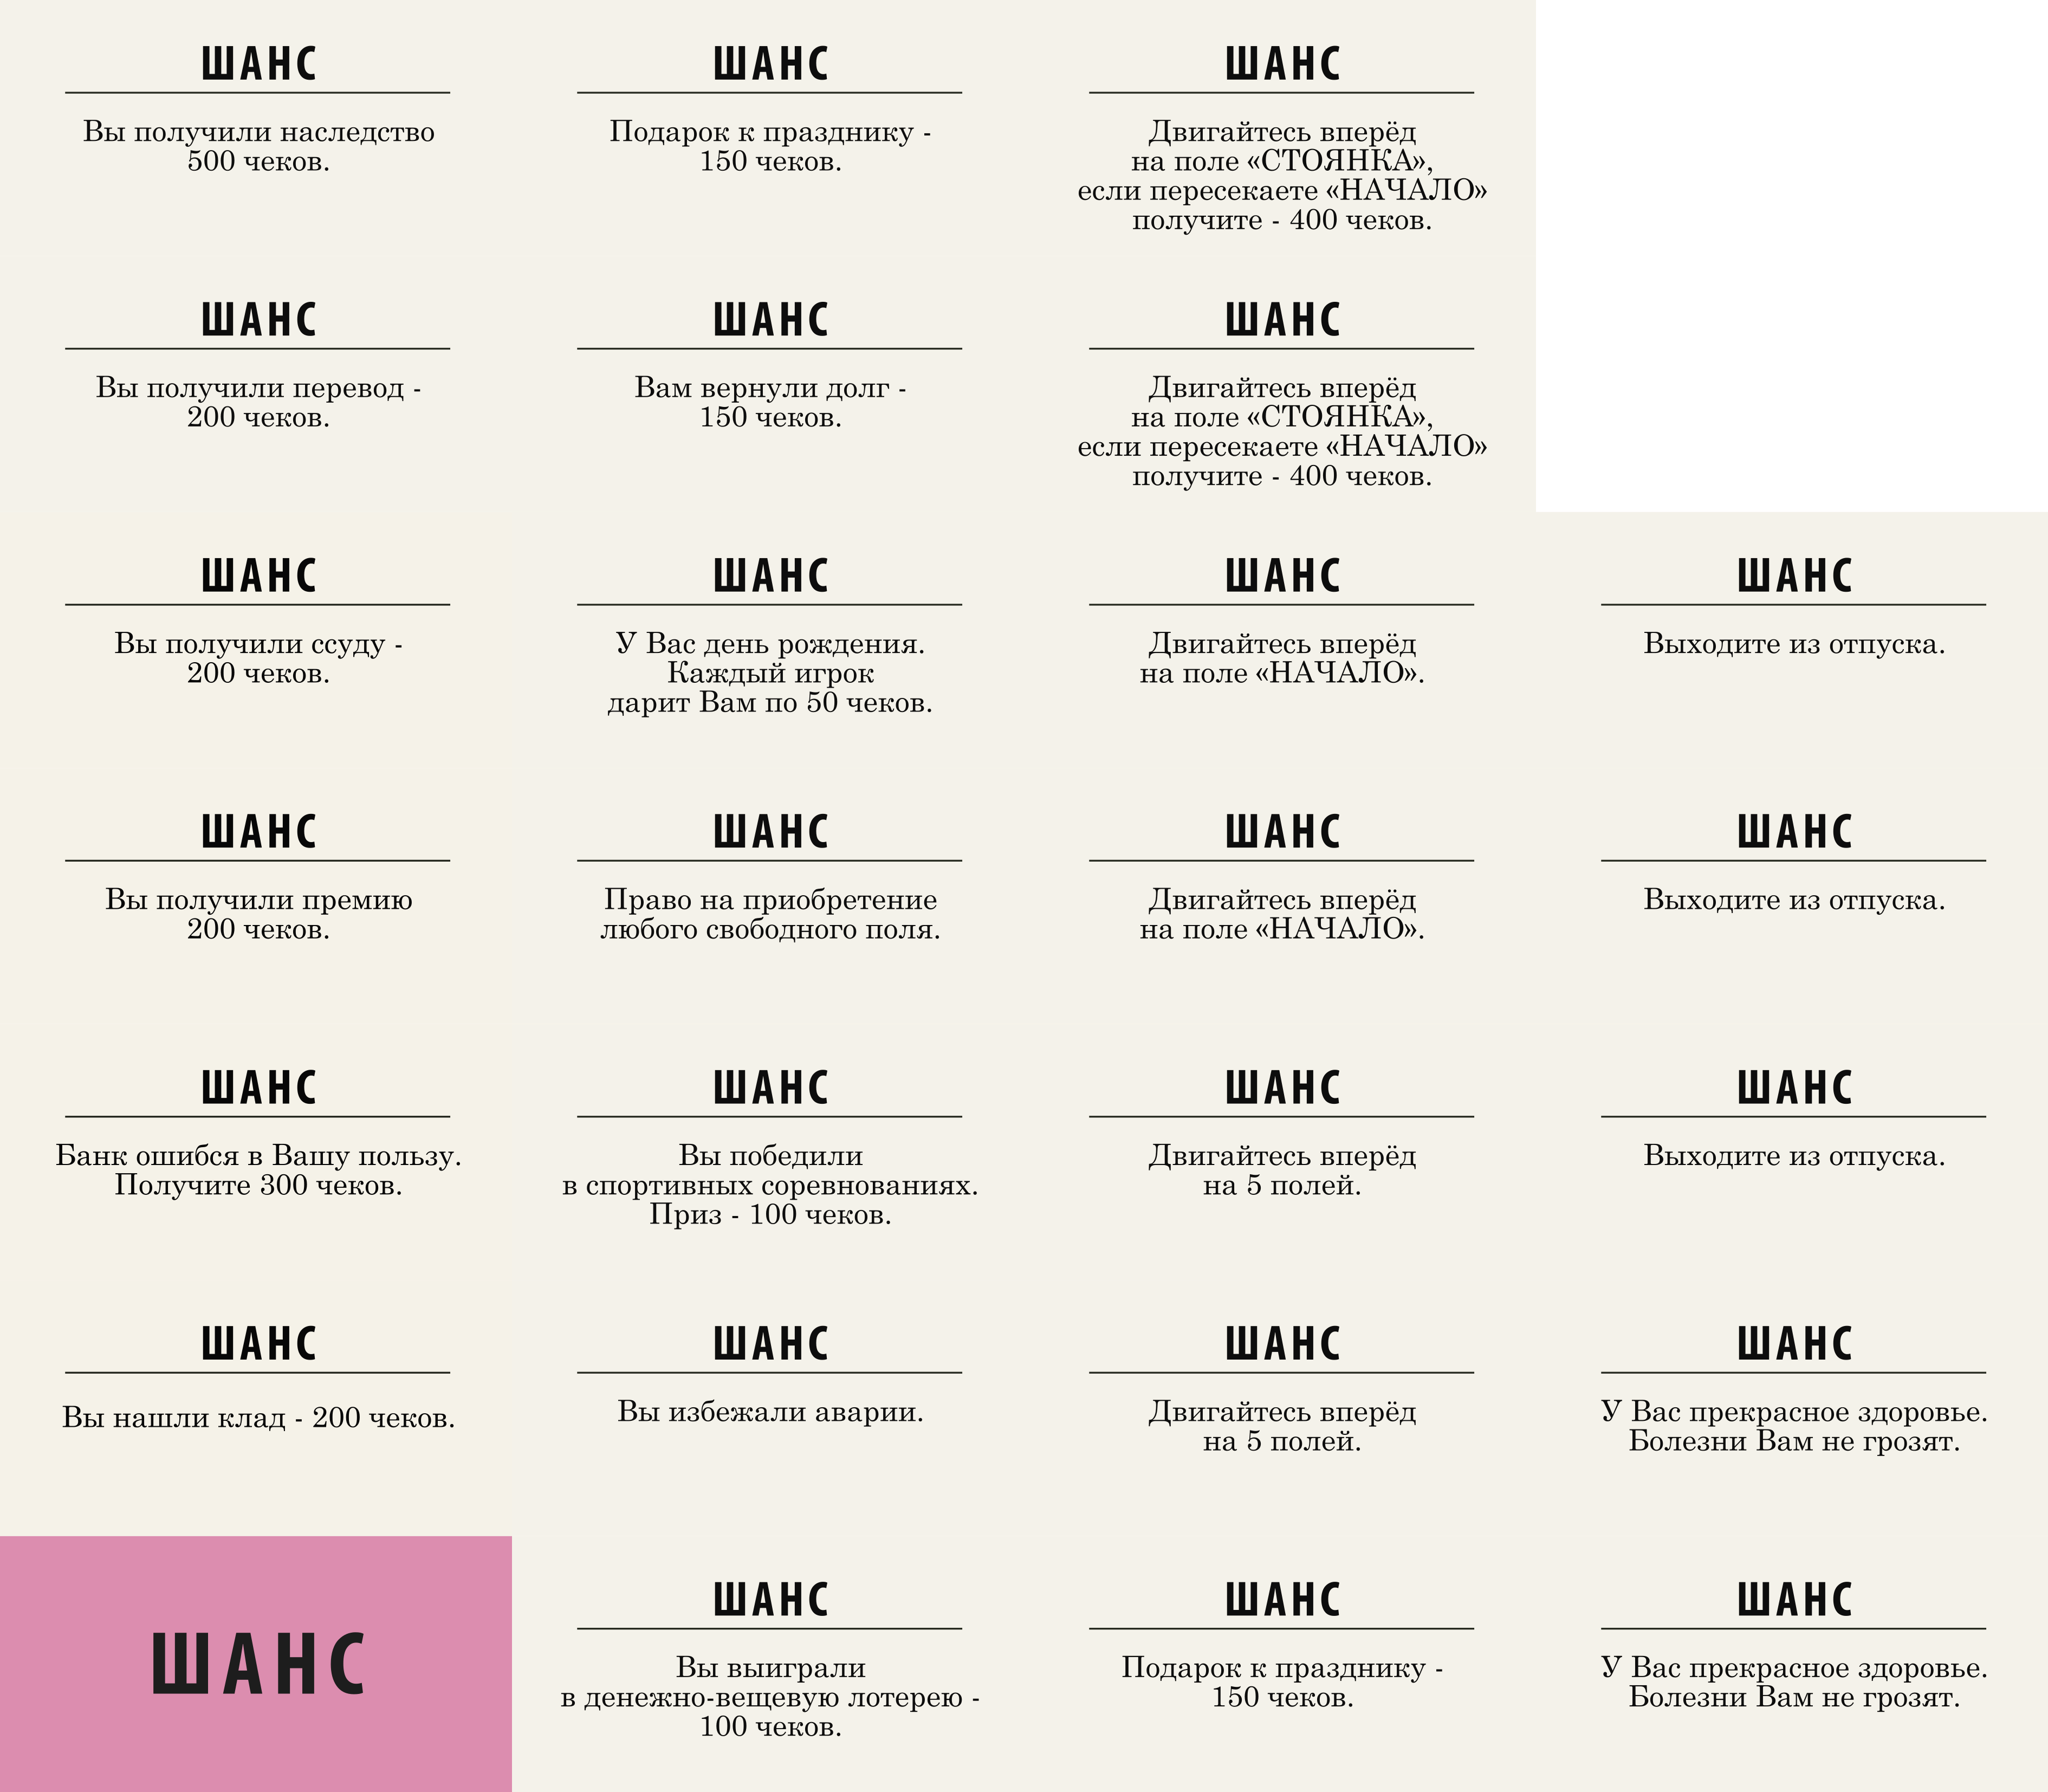 ШАНС
Вы получили наследство
500 чеков.
ШАНС
Подарок к празднику -
150 чеков.
ШАНС
Двигайтесь вперёд
на поле «СТОЯНКА»,
если пересекаете «НАЧАЛО»
получите - 400 чеков.
ШАНС
Вы получили перевод -
200 чеков.
ШАНС
Вам вернули долг -
150 чеков.
ШАНС
Двигайтесь вперёд
на поле «СТОЯНКА»,
если пересекаете «НАЧАЛО»
получите - 400 чеков.
ШАНС
Вы получили ссуду -
200 чеков.
ШАНС
У Вас день рождения.
Каждый игрок
дарит Вам по 50 чеков.
ШАНС
Двигайтесь вперёд
на поле «НАЧАЛО».
ШАНС
Выходите из отпуска.
ШАНС
Вы получили премию
200 чеков.
ШАНС
Право на приобретение
любого свободного поля.
ШАНС
Двигайтесь вперёд
на поле «НАЧАЛО».
ШАНС
Выходите из отпуска.
ШАНС
Банк ошибся в Вашу пользу.
Получите 300 чеков.
ШАНС
Вы победили
в спортивных соревнованиях.
Приз - 100 чеков.
ШАНС
Двигайтесь вперёд
на 5 полей.
ШАНС
Выходите из отпуска.
ШАНС
Вы нашли клад - 200 чеков.
ШАНС
Вы избежали аварии.
ШАНС
Двигайтесь вперёд
на 5 полей.
ШАНС
У Вас прекрасное здоровье.
Болезни Вам не грозят.
ШАНС
ШАНС
Вы выиграли
в денежно-вещевую лотерею -
100 чеков.
ШАНС
Подарок к празднику -
150 чеков.
ШАНС
У Вас прекрасное здоровье.
Болезни Вам не грозят.